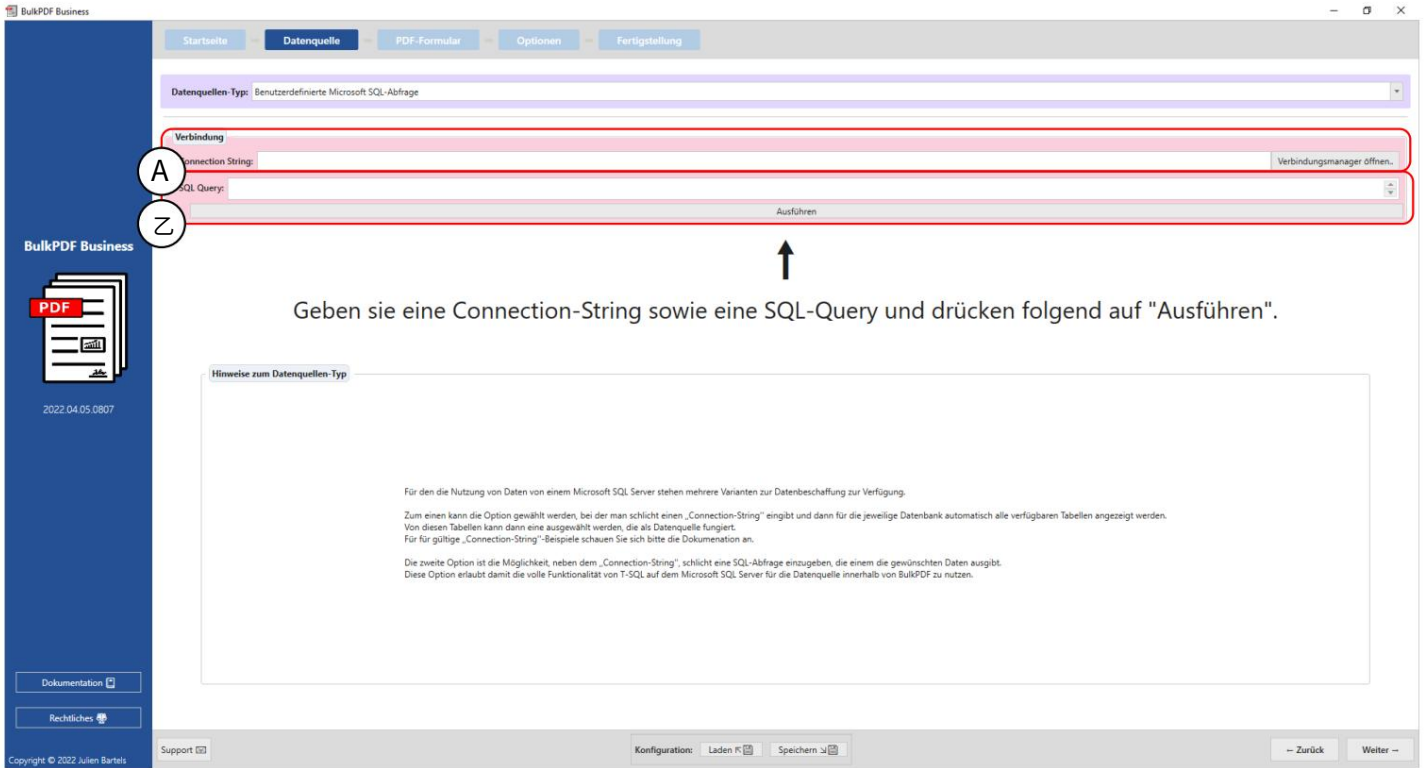 BulkPDF Business
Startseite Datenquelle PDF-Formular Optionen Fertigstellung
Datenquellen-Typ: Benutzerdefinierte Microsoft SQL-Abfrage
Verbindung
A
onnection String: Verbindungsmanager öffnen..
SQL Query:
乙
Ausführen
BulkPDF Business
PDF
2022.04.05.0807
Geben sie eine Connection-String sowie eine SQL-Query und drücken folgend auf "Ausführen".
Hinweise zum Datenquellen-Typ
Für den die Nutzung von Daten von einem Microsoft SQL Server stehen mehrere Varianten zur Datenbeschaffung zur Verfügung.
Zum einen kann die Option gewählt werden, bei der man schlicht einen „Connection-String" eingibt und dann für die jeweilige Datenbank automatisch alle verfügbaren Tabellen angezeigt werden.
Von diesen Tabellen kann dann eine ausgewählt werden, die als Datenquelle fungiert.
Für für gültige „Connection-String"-Beispiele schauen Sie sich bitte die Dokumenation an.
Die zweite Option ist die Möglichkeit, neben dem „Connection-String", schlicht eine SQL-Abfrage einzugeben, die einem die gewünschten Daten ausgibt.
Diese Option erlaubt damit die volle Funktionalität von T-SQL auf dem Microsoft SQL Server für die Datenquelle innerhalb von BulkPDF zu nutzen.
Dokumentation
Rechtliches
Copyright © 2022 Julien Bartels
Support
Konfiguration: Laden Speichern
← Zurück Weiter →